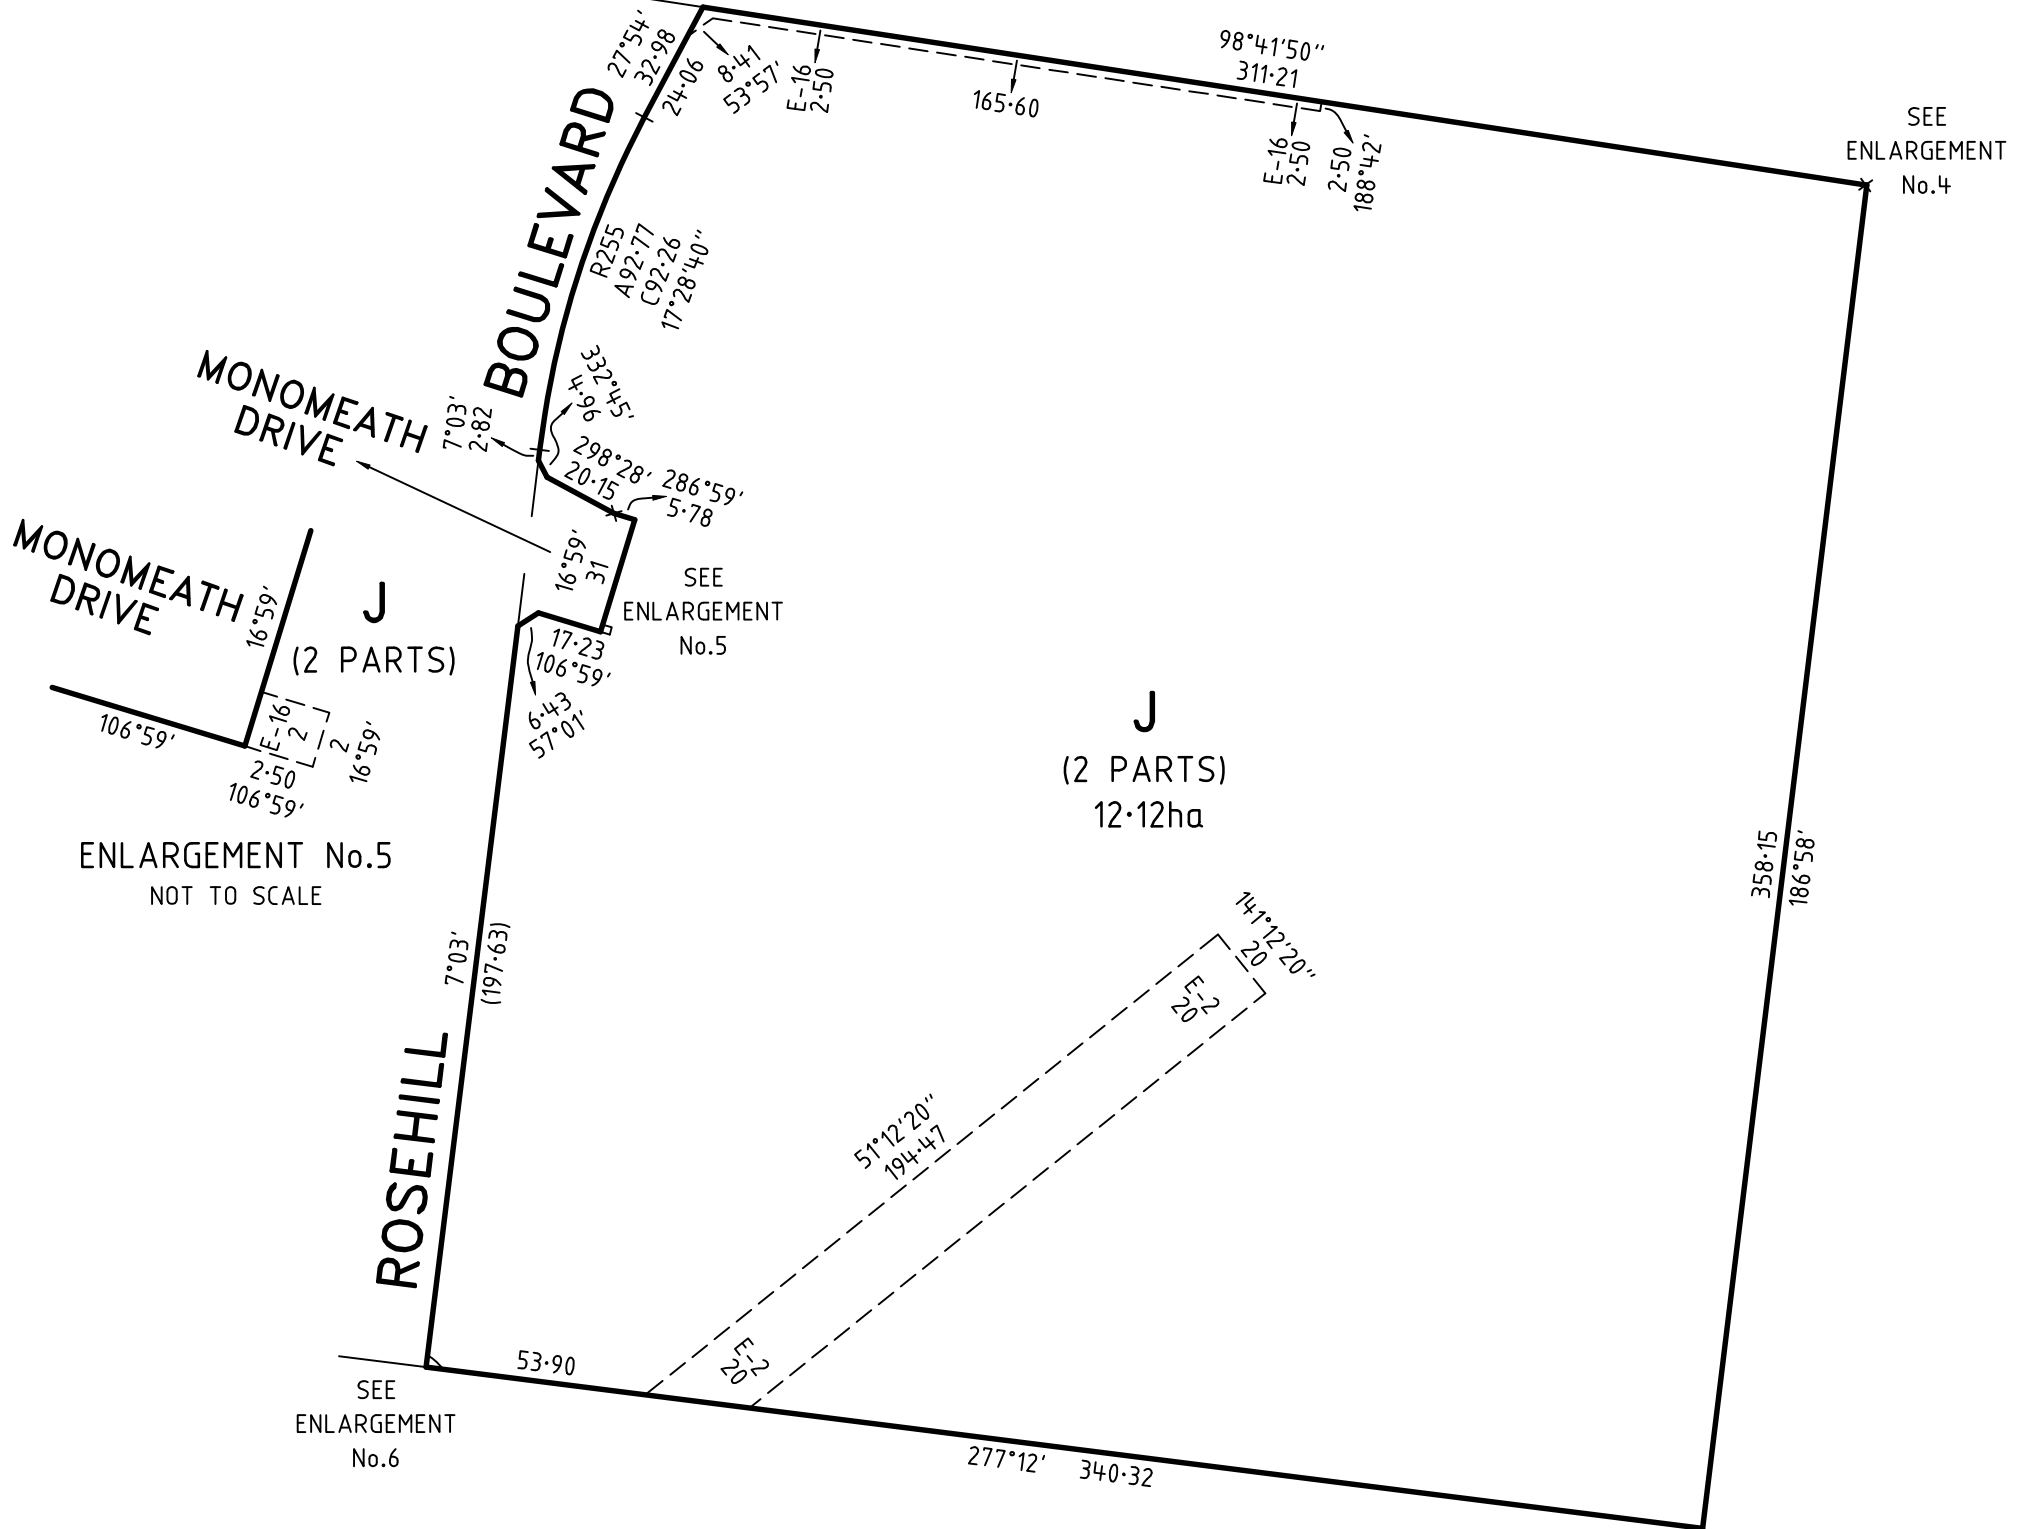 98°41'50"
311·21
27°54'
32·98
24·06
8·41
53°57'
E-16
2·50
165·60
E-16
2·50
2·50
188°42'
SEE
ENLARGEMENT
No.4
BOULEVARD
R255
A92·77
C92·26
17°28'40"
MONOMEATH
DRIVE
7°03'
2·82
332°45'
4·96
298°28'
20·15
286°59'
5·78
16°59'
31
SEE
ENLARGEMENT
No.5
17·23
106°59'
6·43
57°01'
MONOMEATH
DRIVE
16°59'
J
(2 PARTS)
106°59'
E-16
2
2
16°59'
2·50
106°59'
ENLARGEMENT No.5
NOT TO SCALE
J
(2 PARTS)
12·12ha
358·15
186°58'
7°03'
(197·63)
ROSEHILL
141°12'20"
20
E-2
20
51°12'20"
194·47
E-2
20
53·90
SEE
ENLARGEMENT
No.6
277°12' 340·32